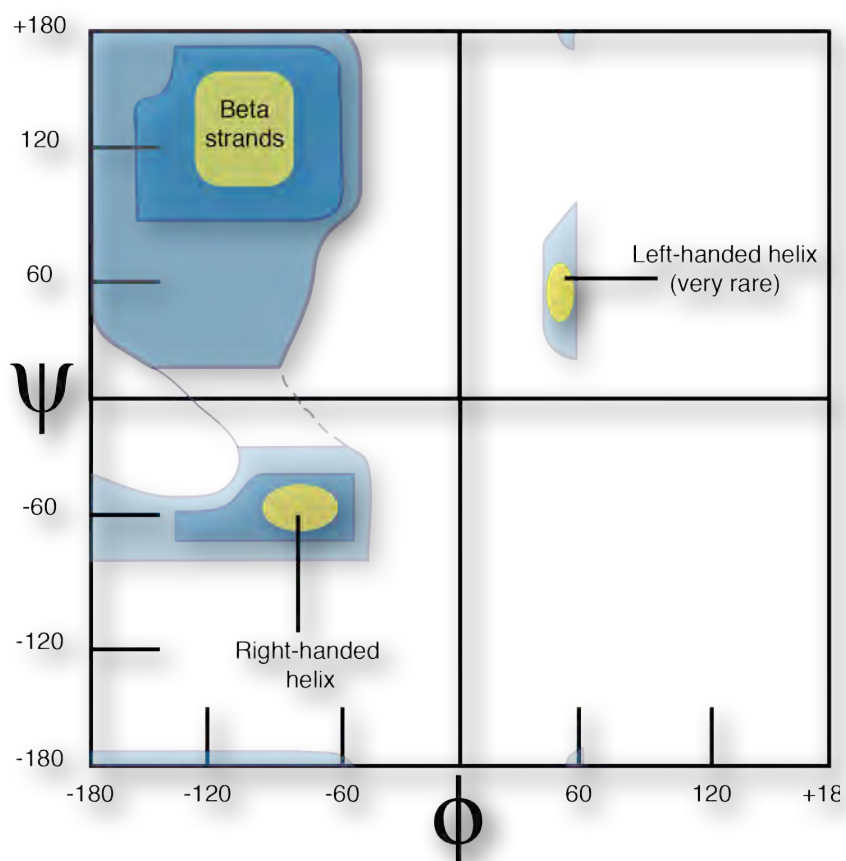 +180
Beta
strands
120
60
Left-handed helix
(very rare)
ψ
-60
-120
Right-handed
helix
-180
-180
-120
-60
60
120
+18
φ